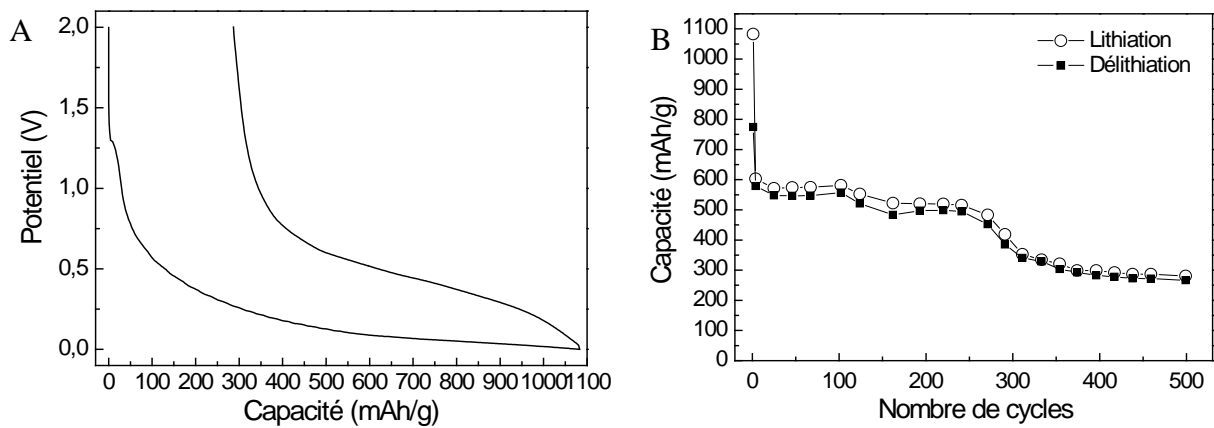 A
2,0
1,5
1,0
0,5
0,0
Potentiel (V)
0 100 200 300 400 500 600 700 800 900 1000 1100
Capacité (mAh/g)
B
1100
1000
900
800
700
600
500
400
300
200
100
0
Capacité (mAh/g)
Lithiation
Délithiation
0 100 200 300 400 500
Nombre de cycles